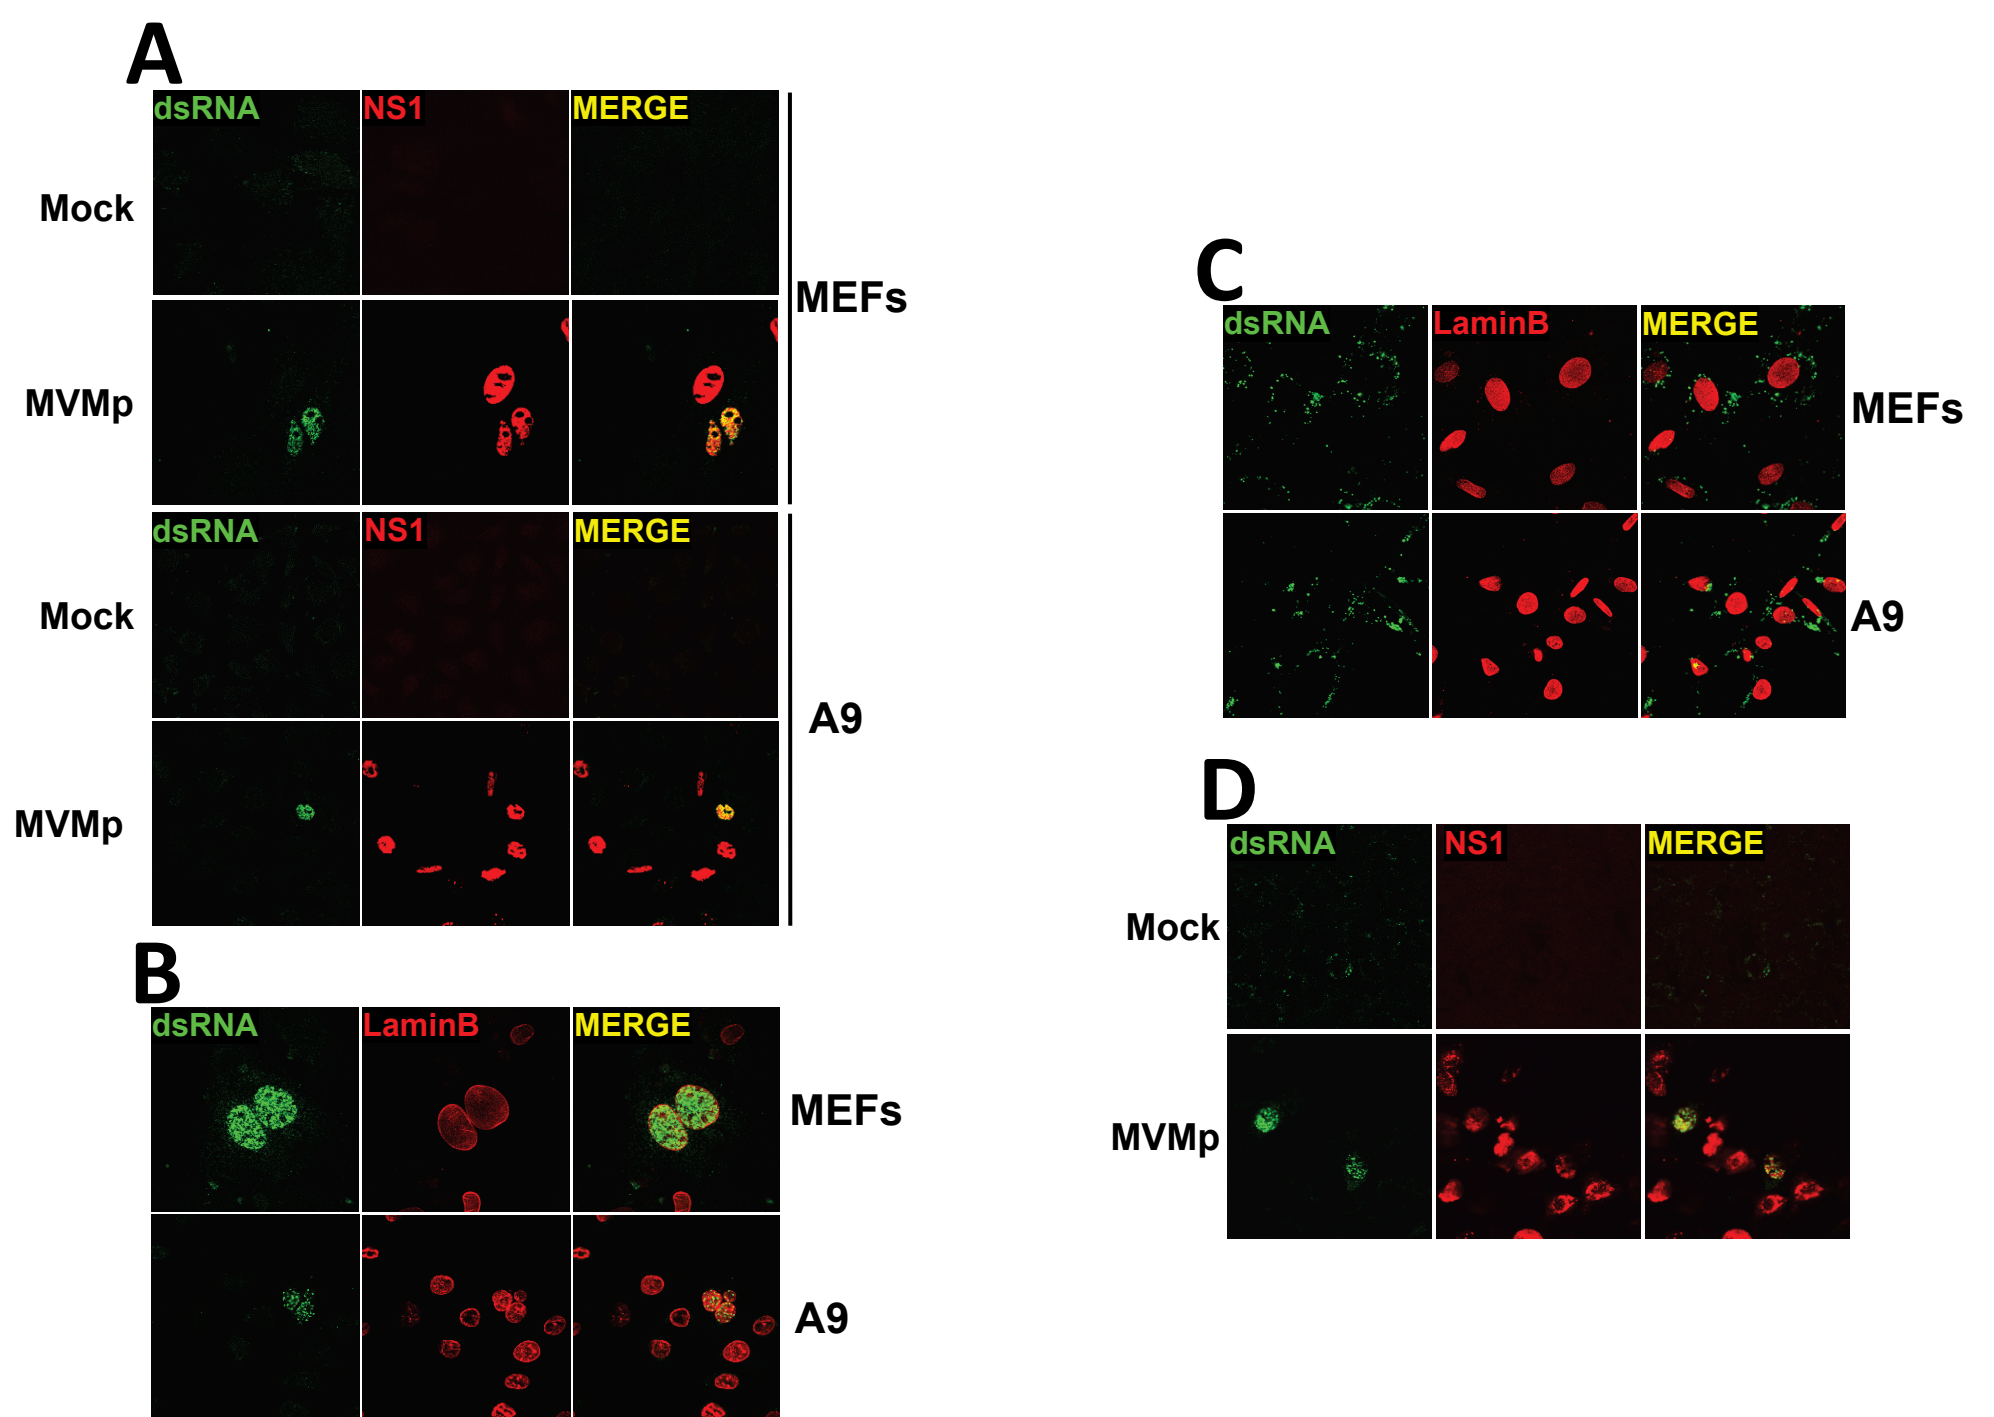 A
dsRNA NS1 MERGE
Mock
MEFs
MVMp
dsRNA NS1 MERGE
Mock
A9
MVMp
B
dsRNA LaminB MERGE
MEFs
A9
C
dsRNA LaminB MERGE
MEFs
A9
D
dsRNA NS1 MERGE
Mock
MVMp